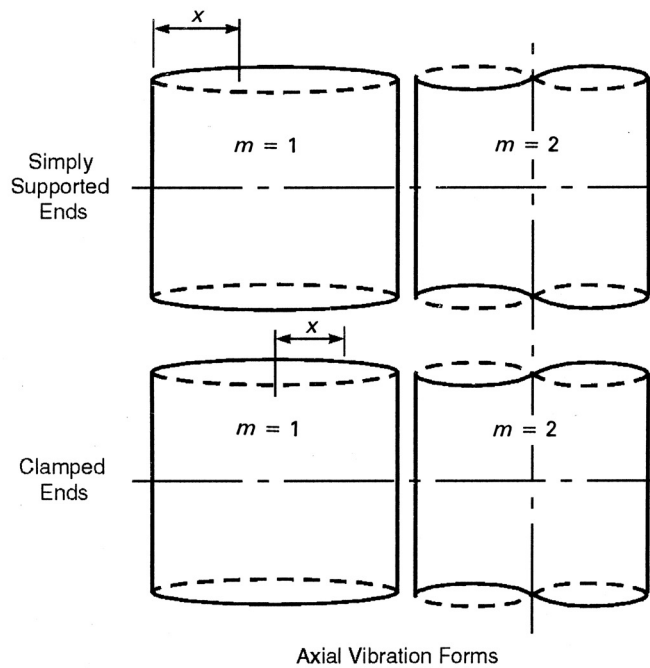 x
m = 1
m = 2
Simply
Supported
Ends
x
m = 1
m = 2
Clamped
Ends
Axial Vibration Forms